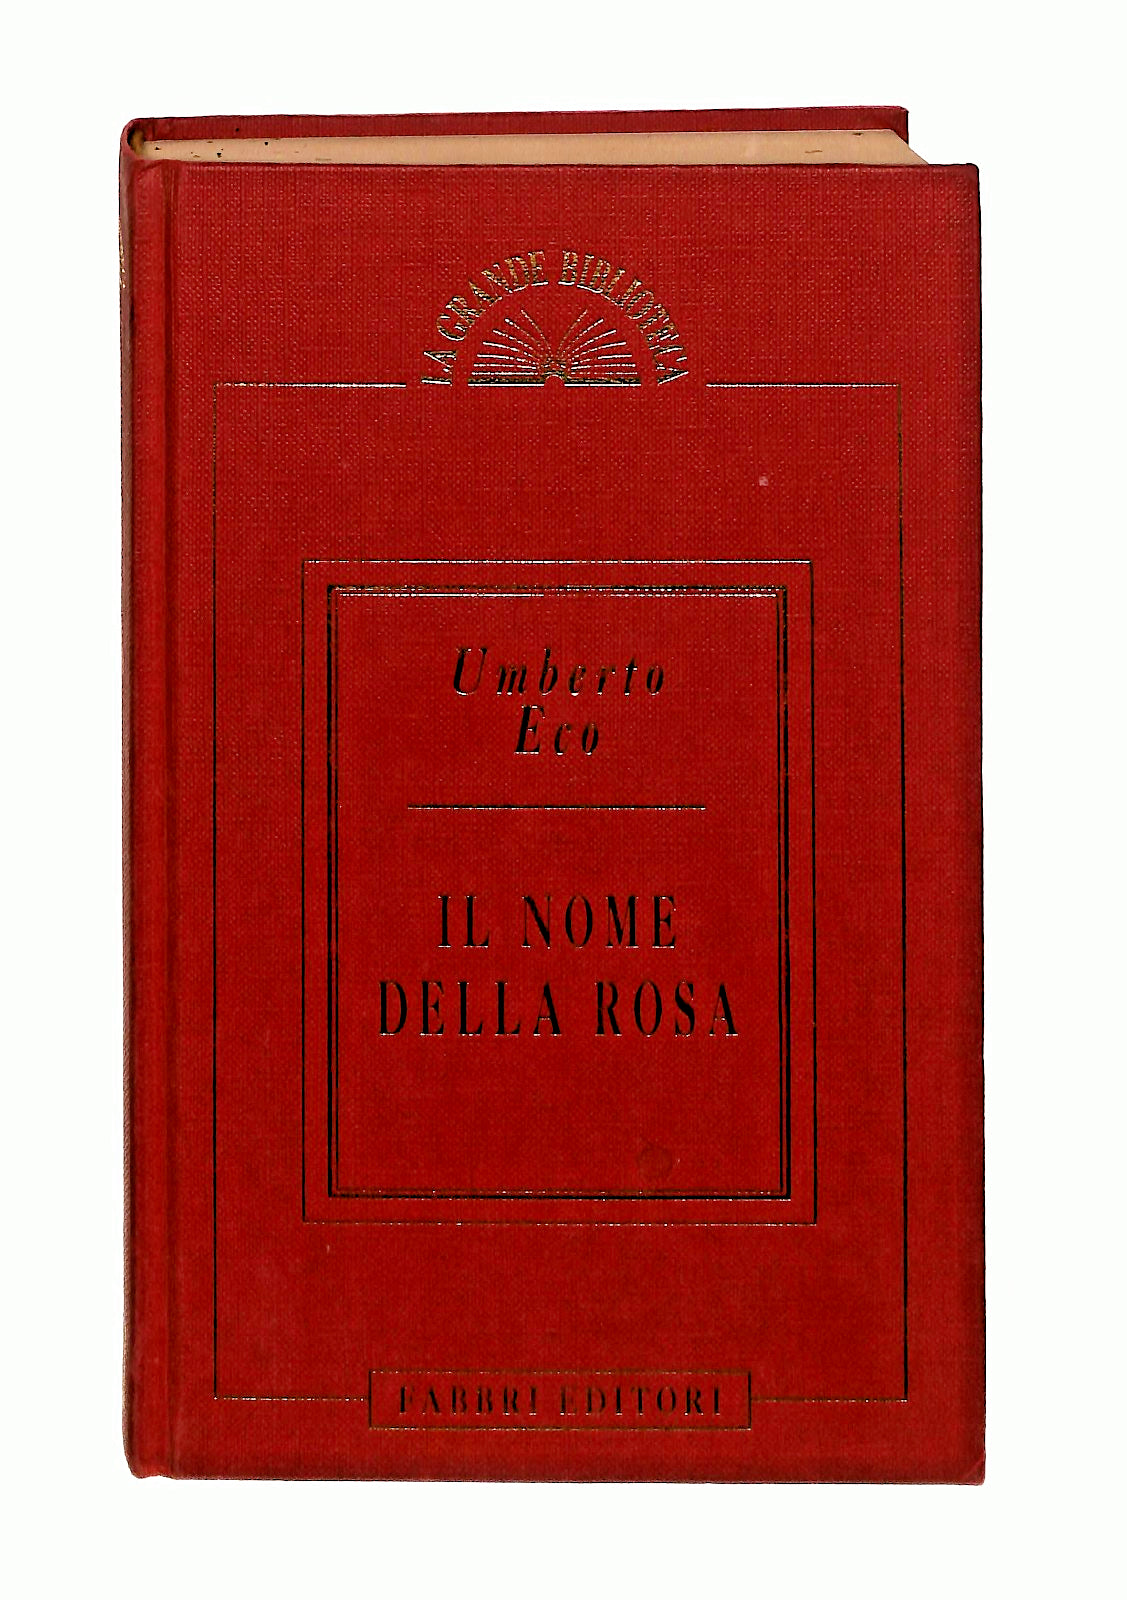 LA GRANDE BIBLIOTECA
Umberto
Eco
IL NOME
DELLA ROSA
FABBRI EDITORI